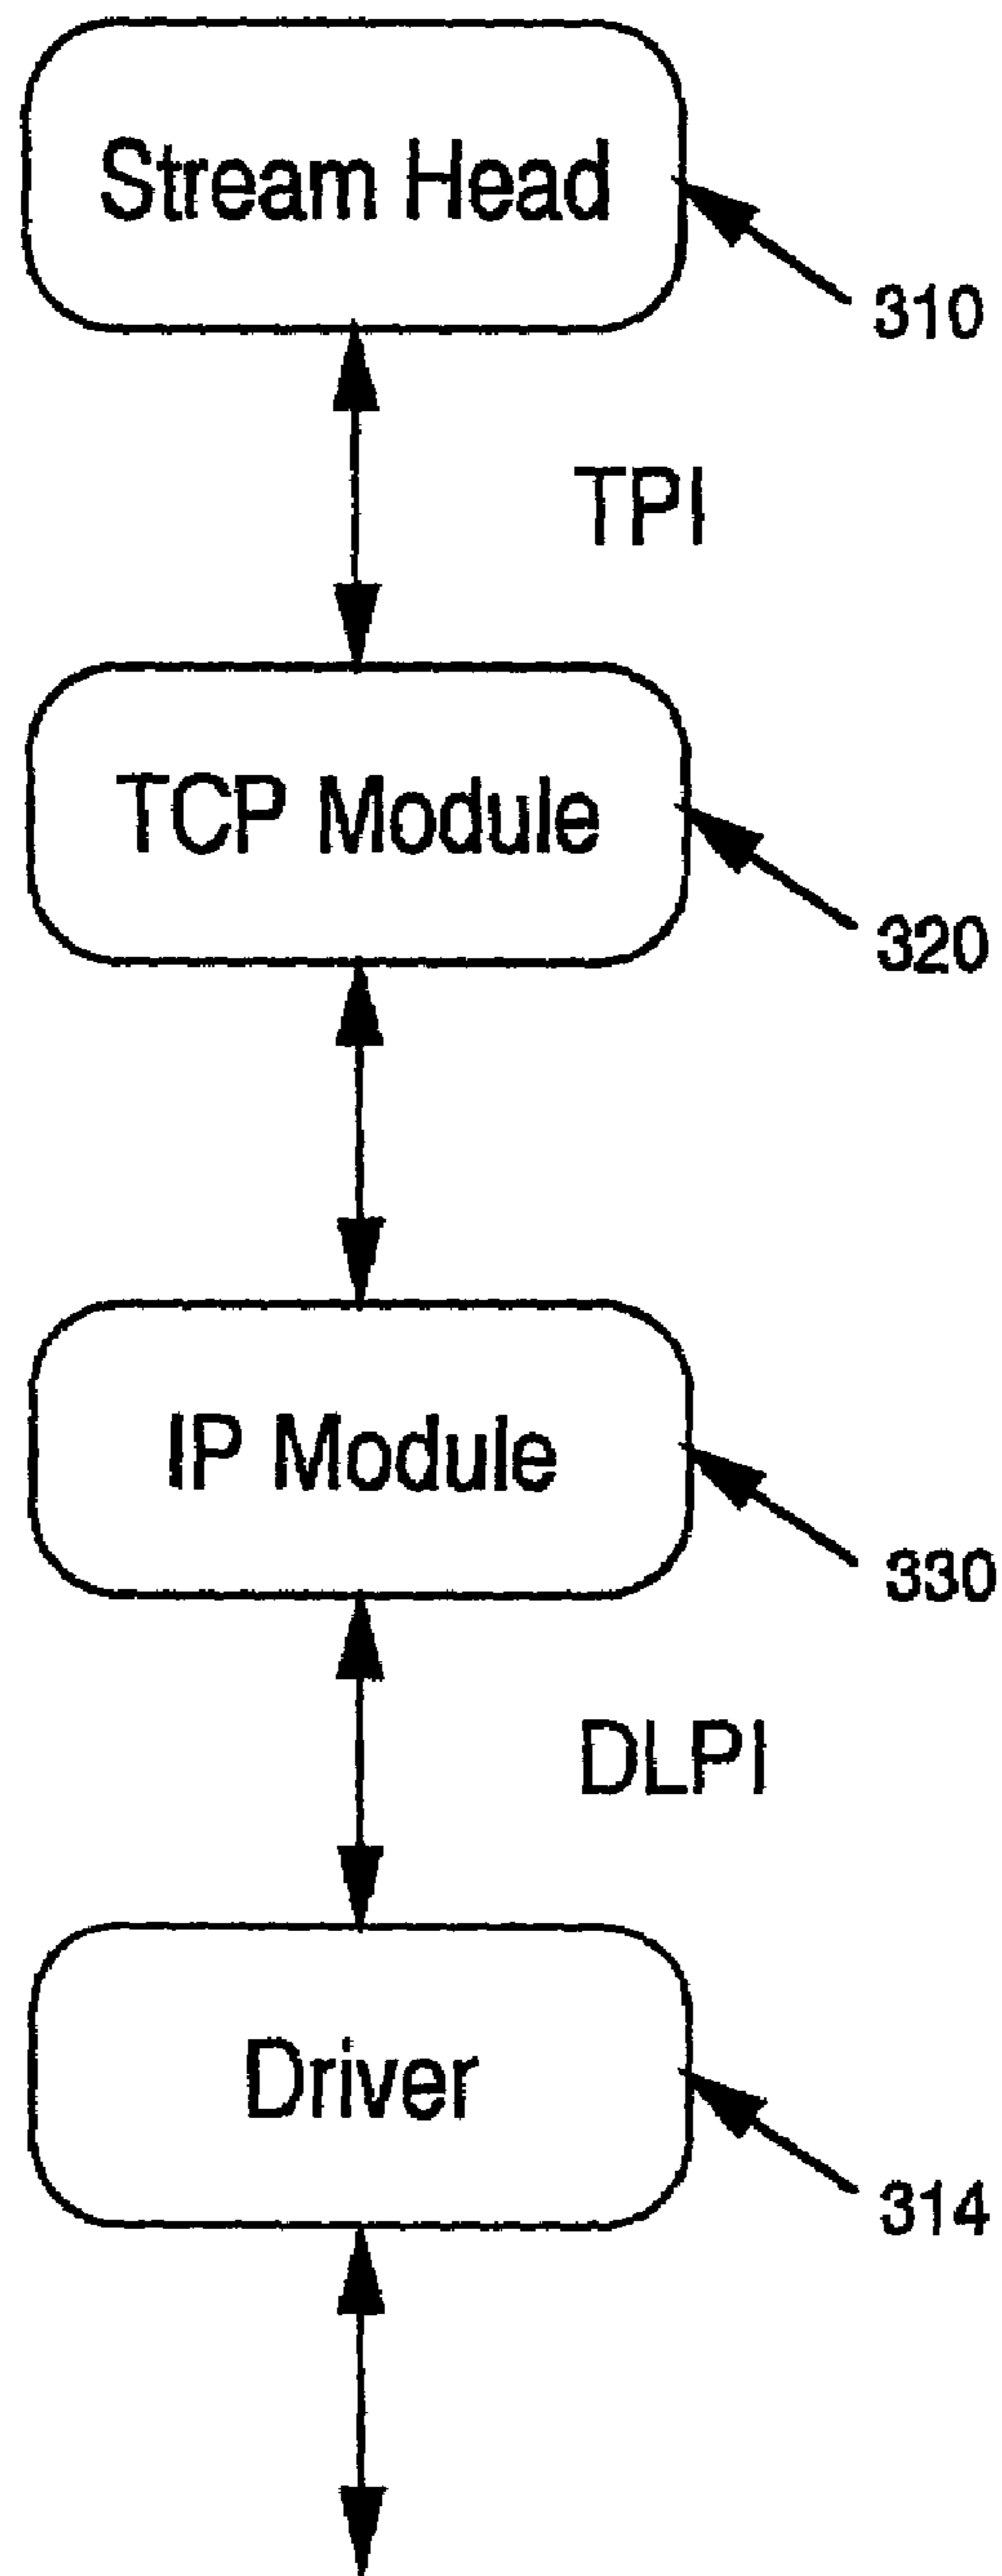 Stream Head
310
TPI
TCP Module
320
IP Module
330
DLPI
Driver
314